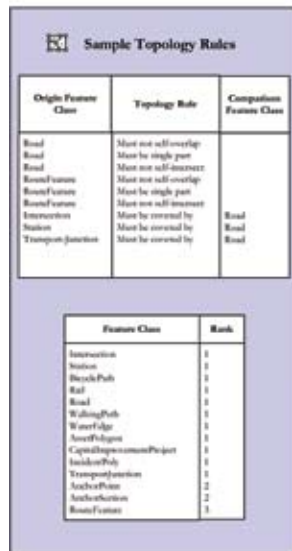 Sample Topology Rules
Origin Feature Class Topology Rule Comparison Feature Class
Road Must not self-overlap
Road Must be single part
Road Must not self-intersect
RouteFeature Must not self-overlap
RouteFeature Must be single part
RouteFeature Must not self-intersect
Intersection Must be covered by Road
Station Must be covered by Road
Transport Junction Must be covered by Road
Feature Class Rank
Intersection 1
Station 1
BicyclePath 1
Rail 1
Road 1
WalkingPath 1
WaterEdge 1
AssetPolygon 1
CapitalImprovementProject 1
IncidentPoly 1
TransportJunction 1
AnchorPoint 2
AnchorSection 2
RouteFeature 3